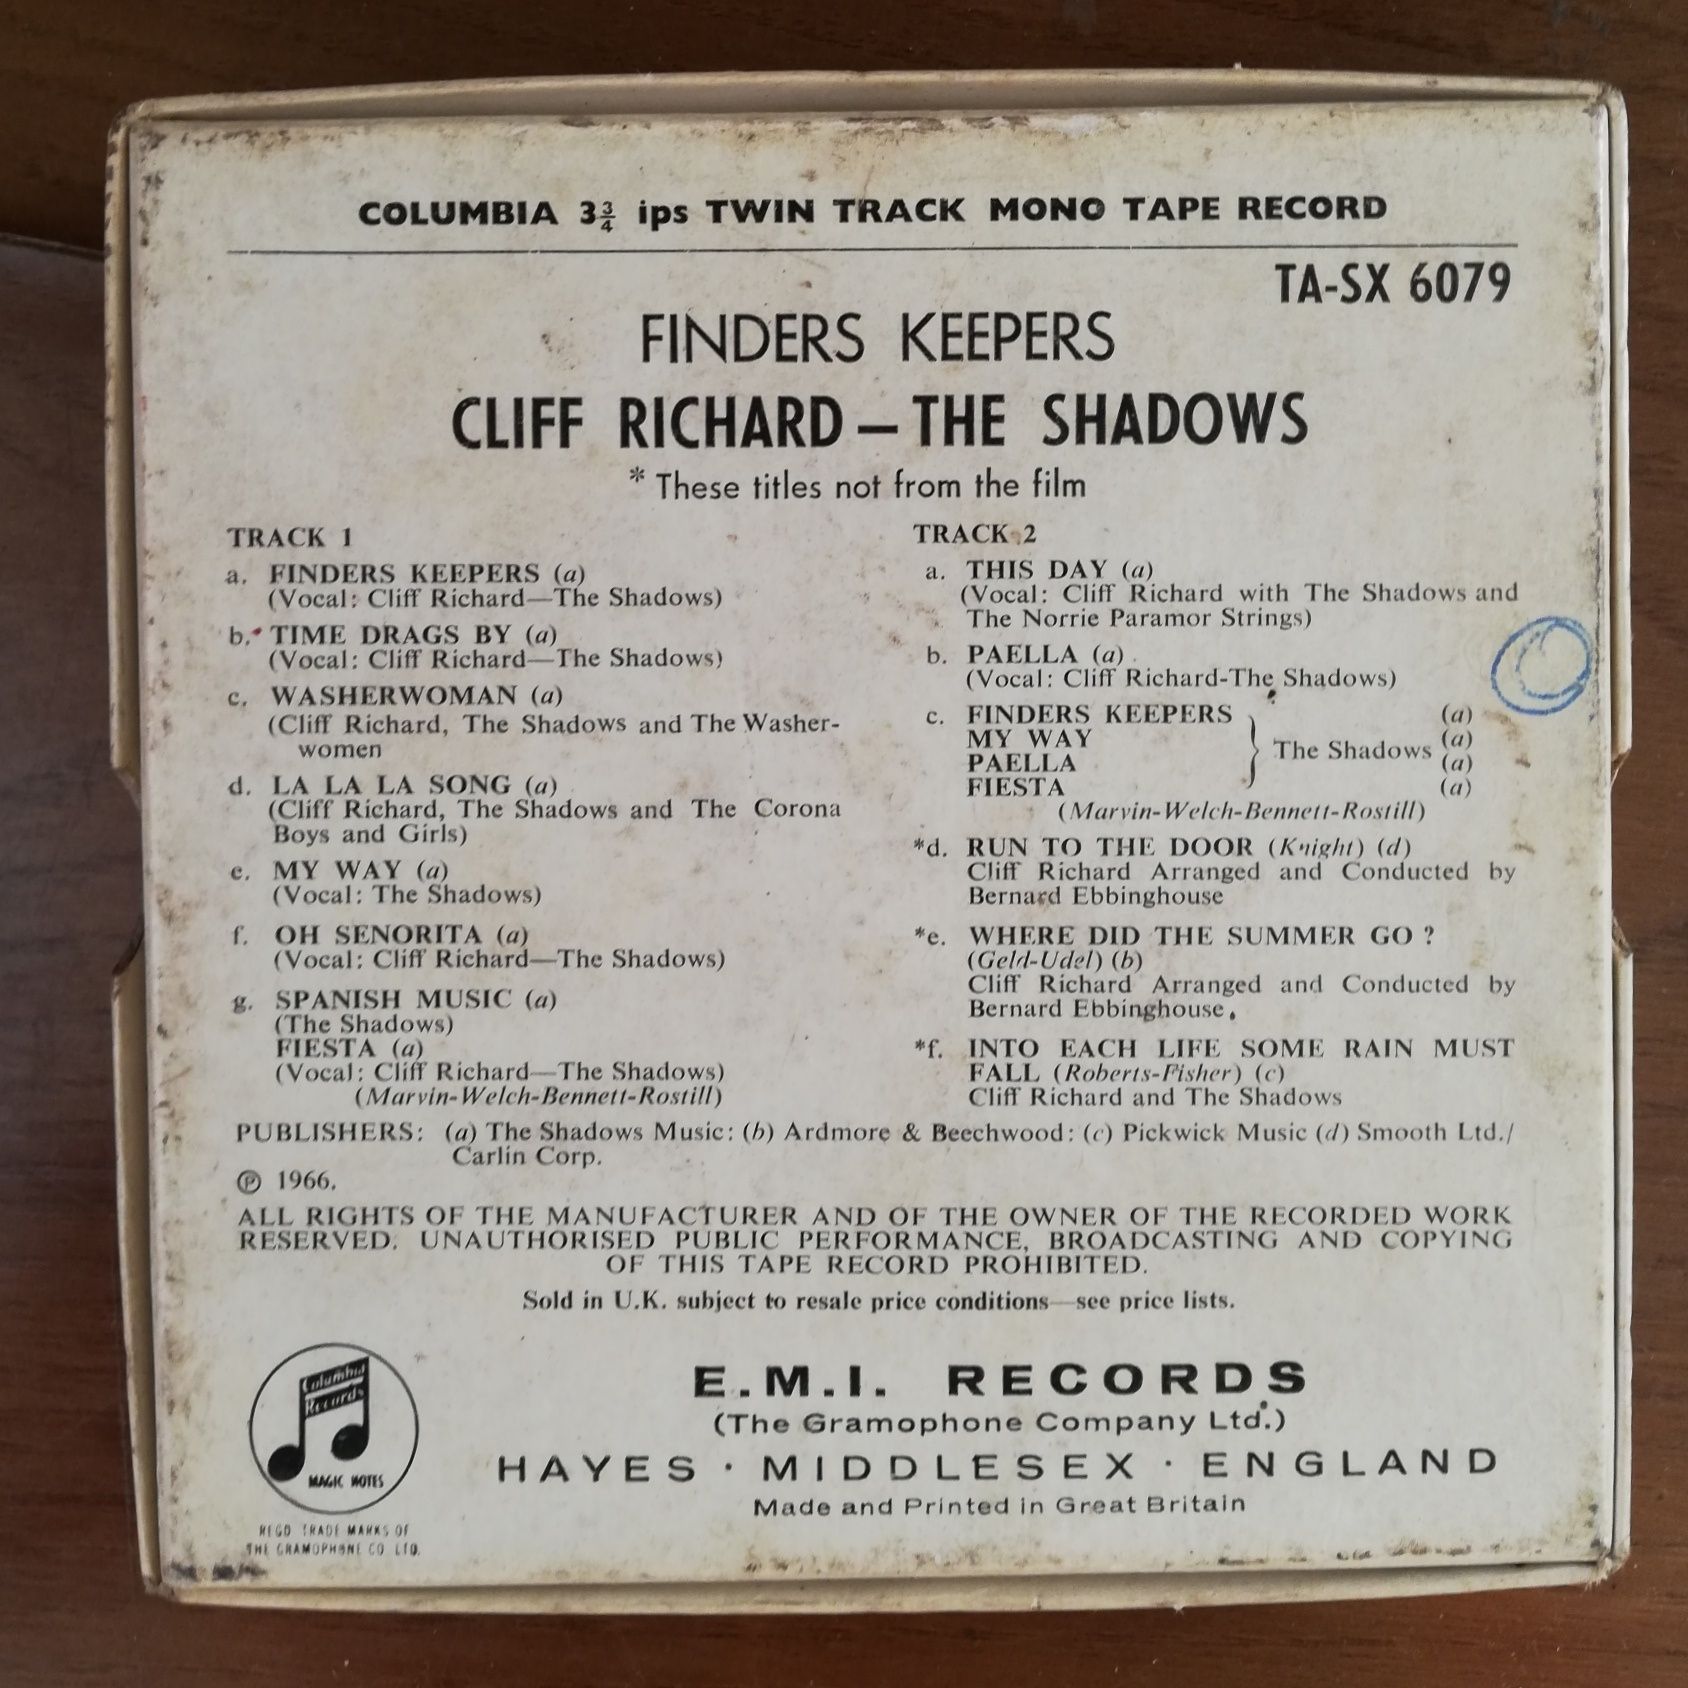 COLUMBIA 3¾ ips TWIN TRACK MONO TAPE RECORD
TA-SX 6079
FINDERS KEEPERS
CLIFF RICHARD — THE SHADOWS
* These titles not from the film
TRACK 1
a. FINDERS KEEPERS (a)
(Vocal: Cliff Richard—The Shadows)
b. TIME DRAGS BY (a)
(Vocal: Cliff Richard—The Shadows)
c. WASHERWOMAN (a)
(Cliff Richard, The Shadows and The Washer-
women
d. LA LA LA SONG (a)
(Cliff Richard, The Shadows and The Corona
Boys and Girls)
e. MY WAY (a)
(Vocal: The Shadows)
f. OH SENORITA (a)
(Vocal: Cliff Richard—The Shadows)
g. SPANISH MUSIC (a)
(The Shadows)
FIESTA (a)
(Vocal: Cliff Richard—The Shadows)
(Marvin-Welch-Bennett-Rostill)
TRACK 2
a. THIS DAY (a)
(Vocal: Cliff Richard with The Shadows and
The Norrie Paramor Strings)
b. PAELLA (a)
(Vocal: Cliff Richard-The Shadows)
c. FINDERS KEEPERS (a)
MY WAY (a)
The Shadows
PAELLA (a)
FIESTA (a)
(Marvin-Welch-Bennett-Rostill)
*d. RUN TO THE DOOR (Knight) (d)
Cliff Richard Arranged and Conducted by
Bernard Ebbinghouse
*e. WHERE DID THE SUMMER GO ?
(Geld-Udel) (b)
Cliff Richard Arranged and Conducted by
Bernard Ebbinghouse.
*f. INTO EACH LIFE SOME RAIN MUST
FALL (Roberts-Fisher) (c)
Cliff Richard and The Shadows
PUBLISHERS: (a) The Shadows Music: (b) Ardmore & Beechwood: (c) Pickwick Music (d) Smooth Ltd./
Carlin Corp.
℗ 1966.
ALL RIGHTS OF THE MANUFACTURER AND OF THE OWNER OF THE RECORDED WORK
RESERVED. UNAUTHORISED PUBLIC PERFORMANCE, BROADCASTING AND COPYING
OF THIS TAPE RECORD PROHIBITED.
Sold in U.K. subject to resale price conditions—see price lists.
Columbia
Records
MAGIC NOTES
REGD TRADE MARKS OF
THE GRAMOPHONE CO. LTD.
E.M.I. RECORDS
(The Gramophone Company Ltd.)
HAYES · MIDDLESEX · ENGLAND
Made and Printed in Great Britain